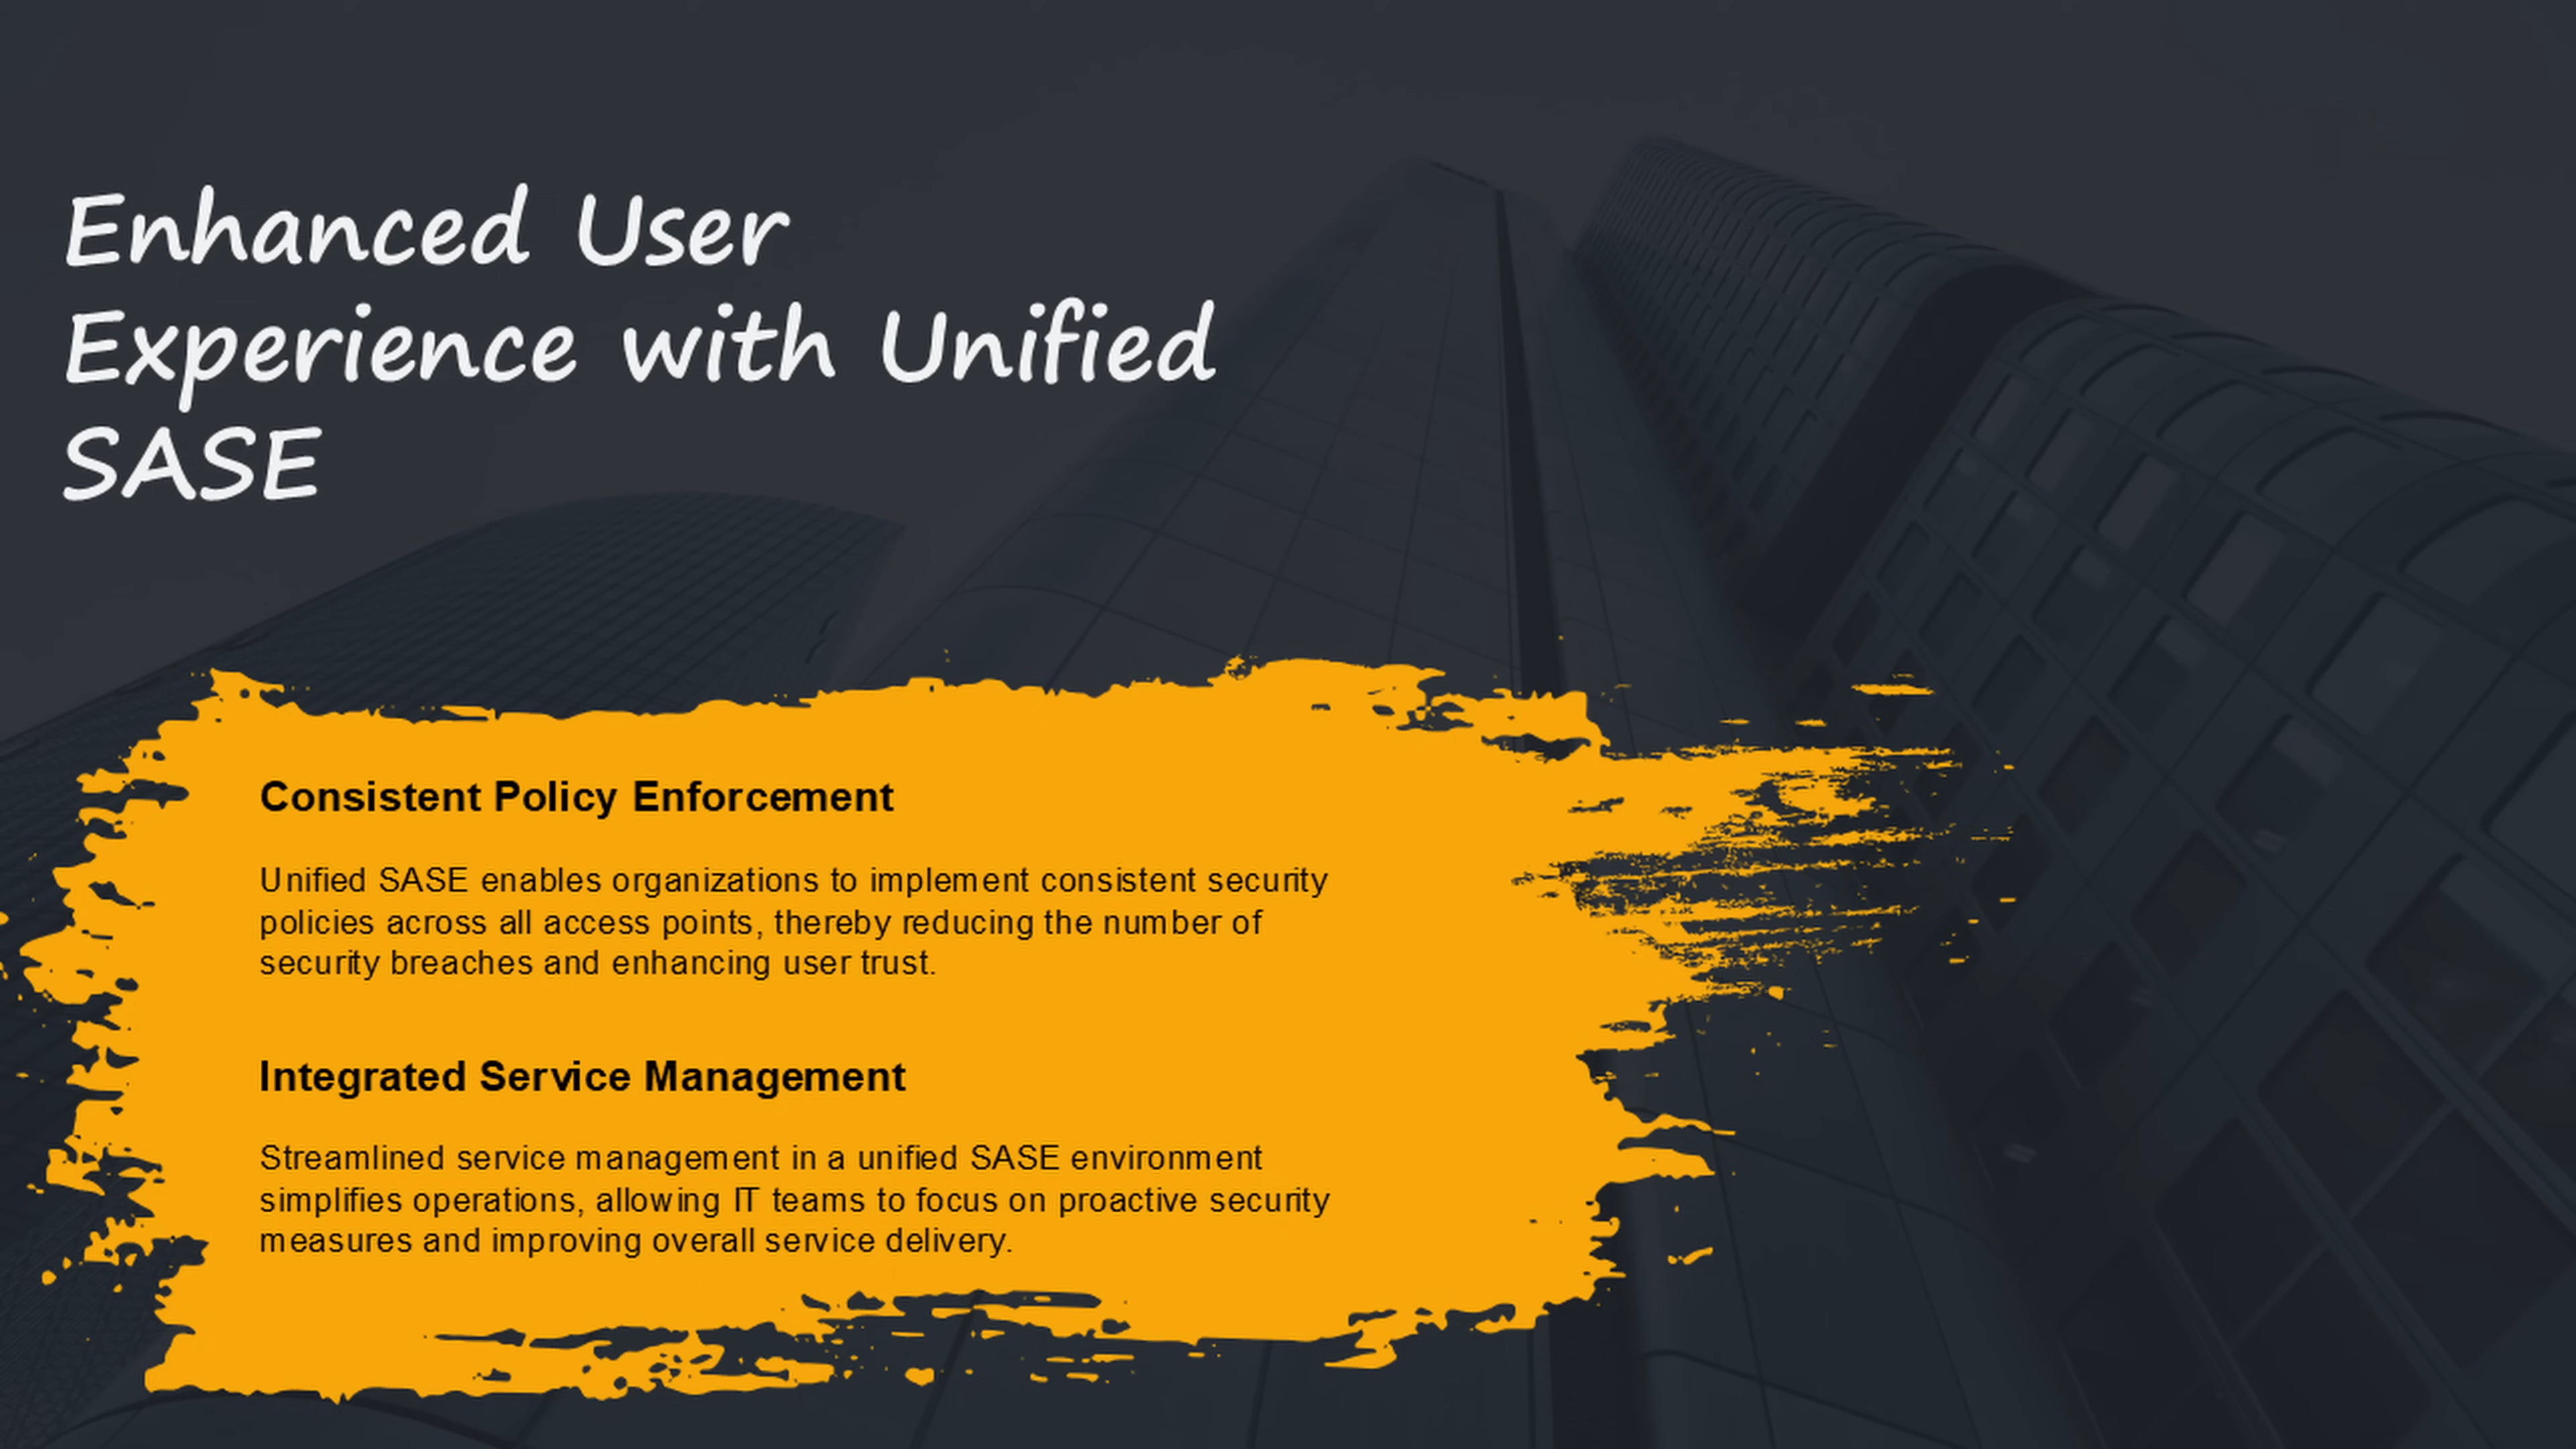 Enhanced User
Experience with Unified
SASE
Consistent Policy Enforcement
Unified SASE enables organizations to implement consistent security
policies across all access points, thereby reducing the number of
security breaches and enhancing user trust.
Integrated Service Management
Streamlined service management in a unified SASE environment
simplifies operations, allowing IT teams to focus on proactive security
measures and improving overall service delivery.